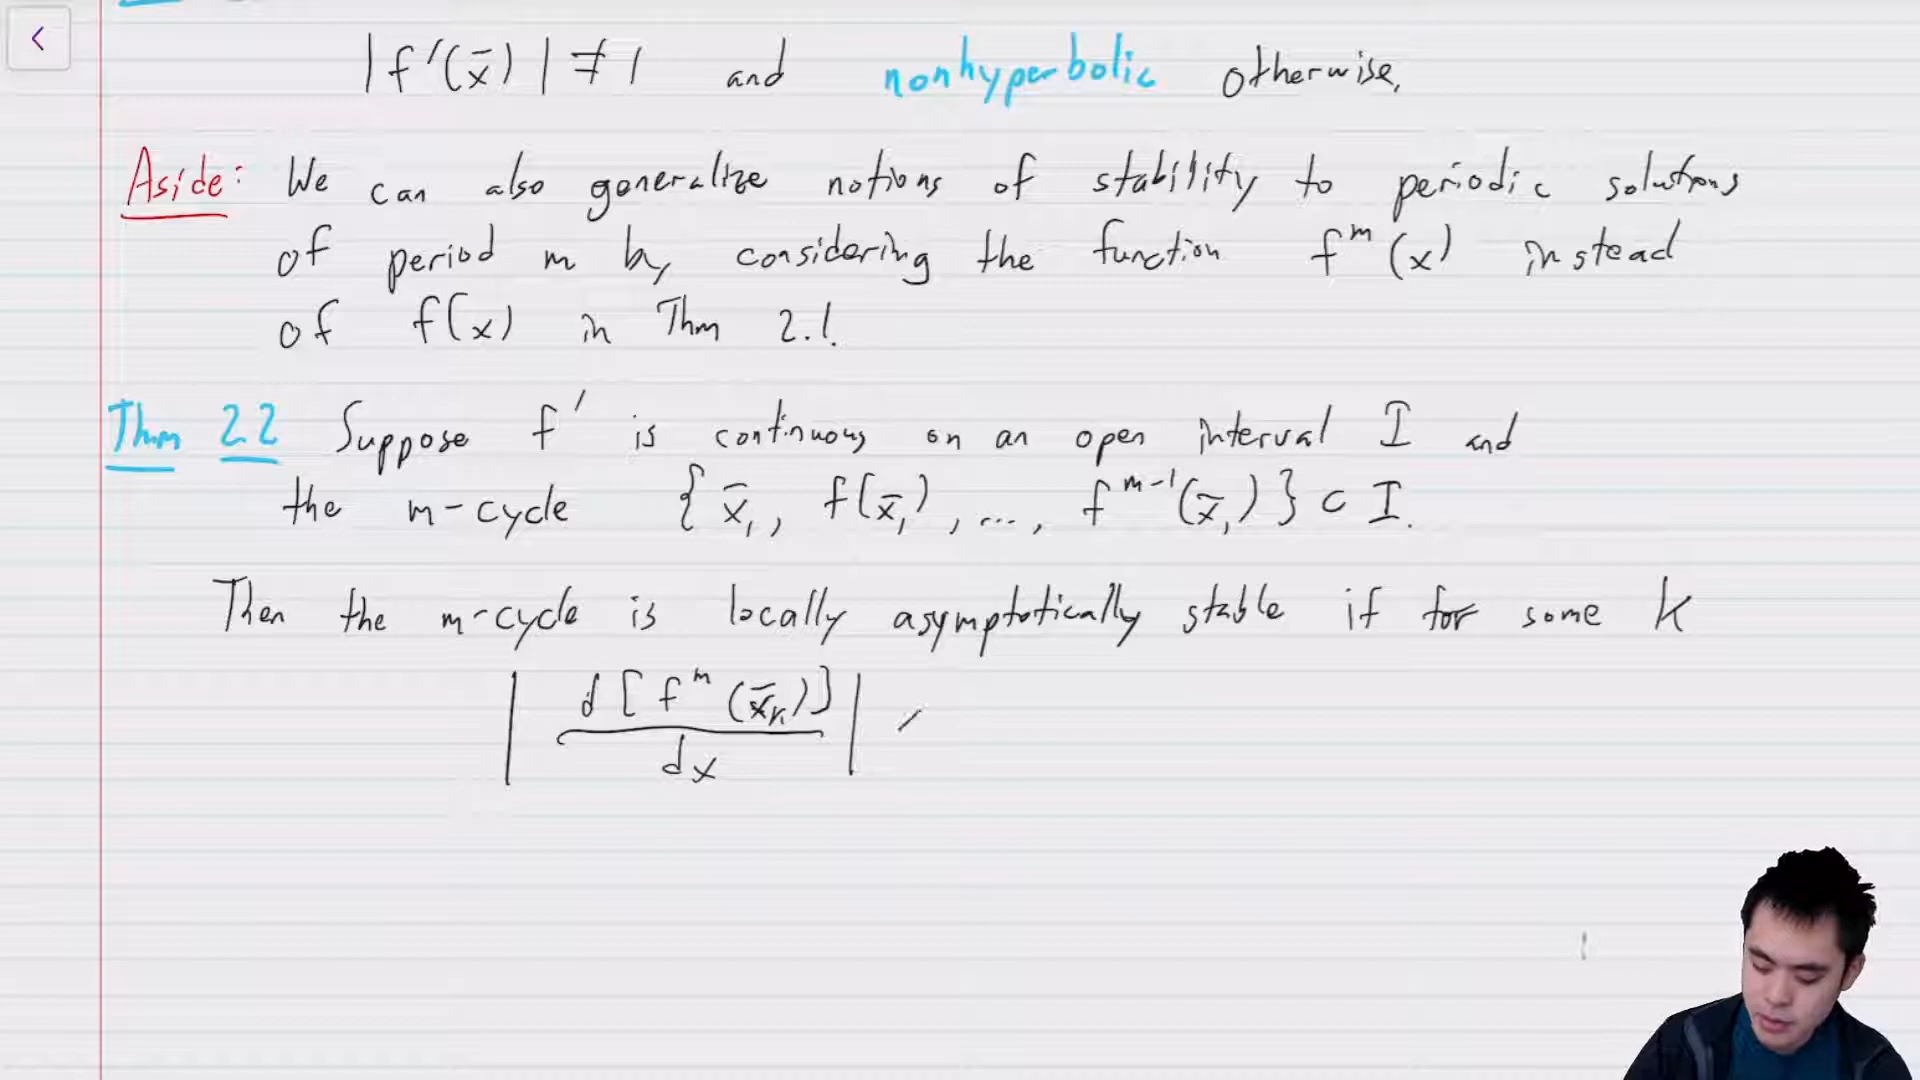 |f'(x̄)| ≠ 1 and nonhyperbolic otherwise.
Aside: We can also generalize notions of stability to periodic solutions
of period m by considering the function f^m(x) instead
of f(x) in Thm 2.1.
Thm 2.2 Suppose f' is continuous on an open interval I and
the m-cycle {x̄₁, f(x̄₁), ..., f^{m-1}(x̄₁)} ⊂ I.
Then the m-cycle is locally asymptotically stable if for some k
| d[f^m(x̄ₖ)] / dx |